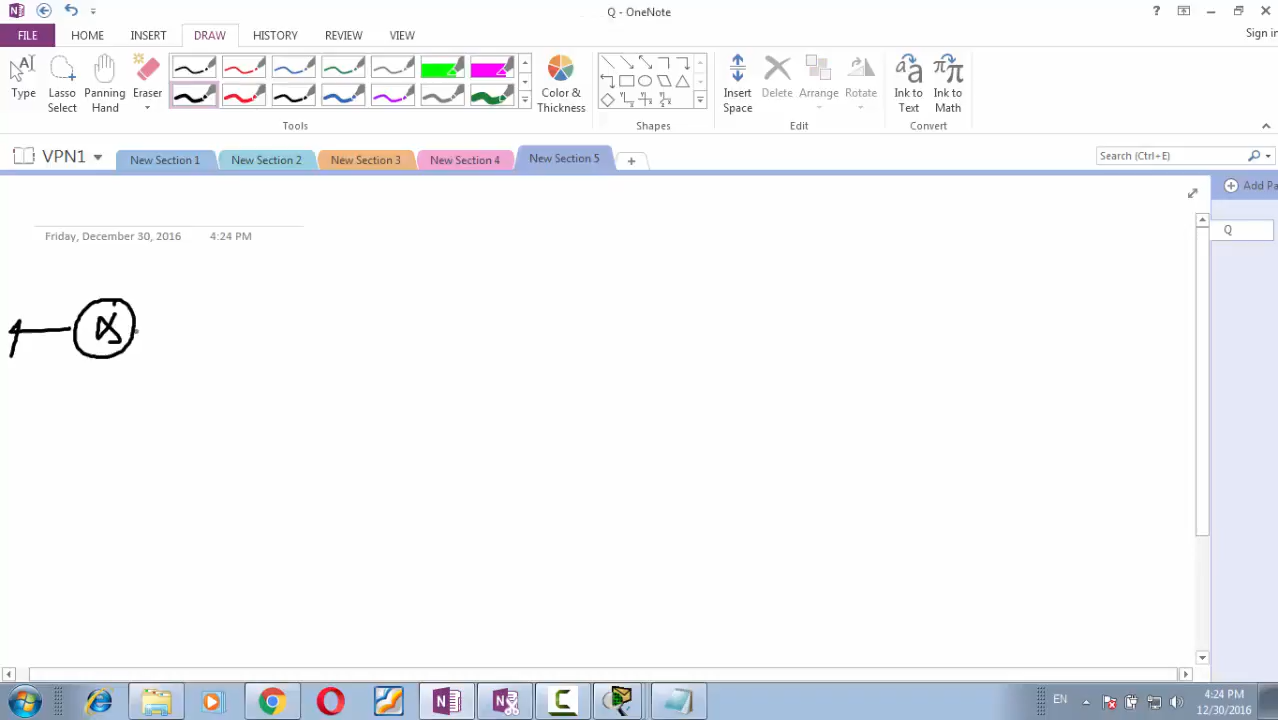 Q - OneNote
?
Sign in
FILE HOME INSERT DRAW HISTORY REVIEW VIEW
Type
Lasso Select
Panning Hand
Eraser
Color & Thickness
Insert Space
Delete
Arrange
Rotate
Ink to Text
Ink to Math
Tools
Shapes
Edit
Convert
VPN1
New Section 1
New Section 2
New Section 3
New Section 4
New Section 5
Search (Ctrl+E)
Add Pa
Q
Friday, December 30, 2016 4:24 PM
EN
4:24 PM
12/30/2016